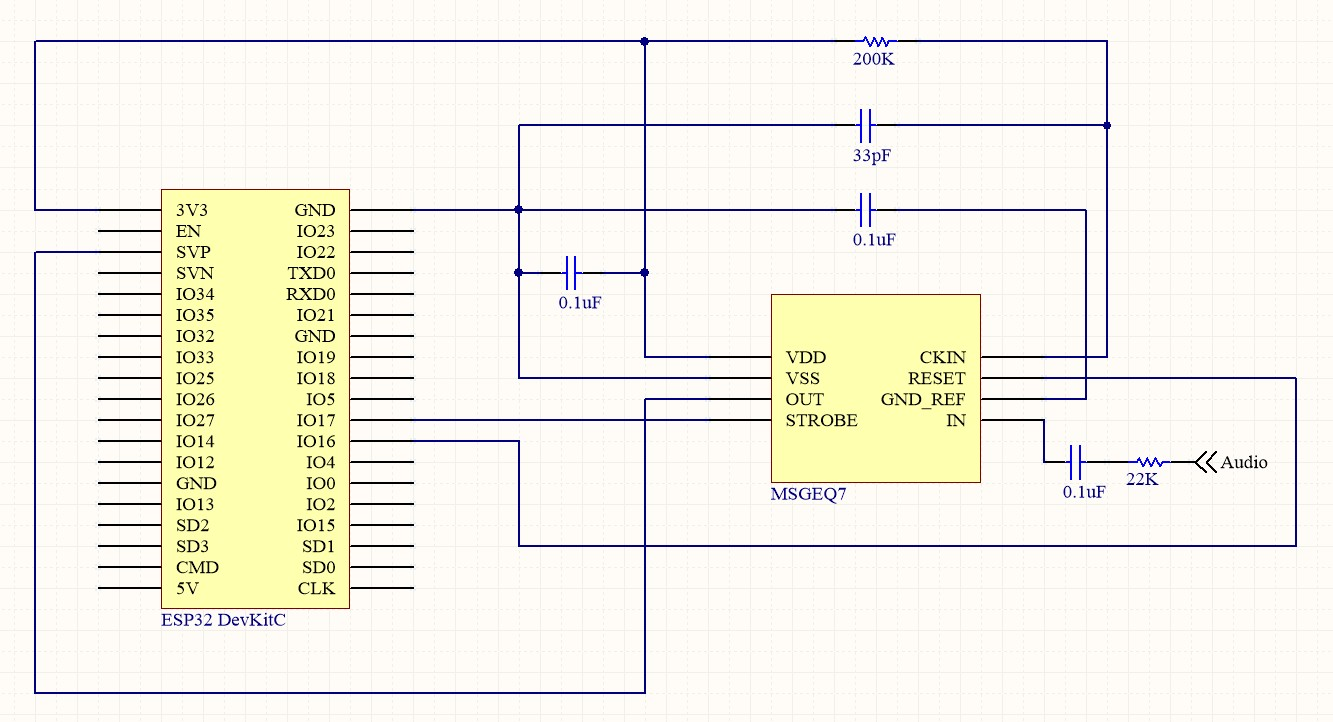 200K
33pF
0.1uF
0.1uF
3V3 GND
EN IO23
SVP IO22
SVN TXD0
IO34 RXD0
IO35 IO21
IO32 GND
IO33 IO19
IO25 IO18
IO26 IO5
IO27 IO17
IO14 IO16
IO12 IO4
GND IO0
IO13 IO2
SD2 IO15
SD3 SD1
CMD SD0
5V CLK
ESP32 DevKitC
VDD CKIN
VSS RESET
OUT GND_REF
STROBE IN
MSGEQ7
Audio
0.1uF
22K